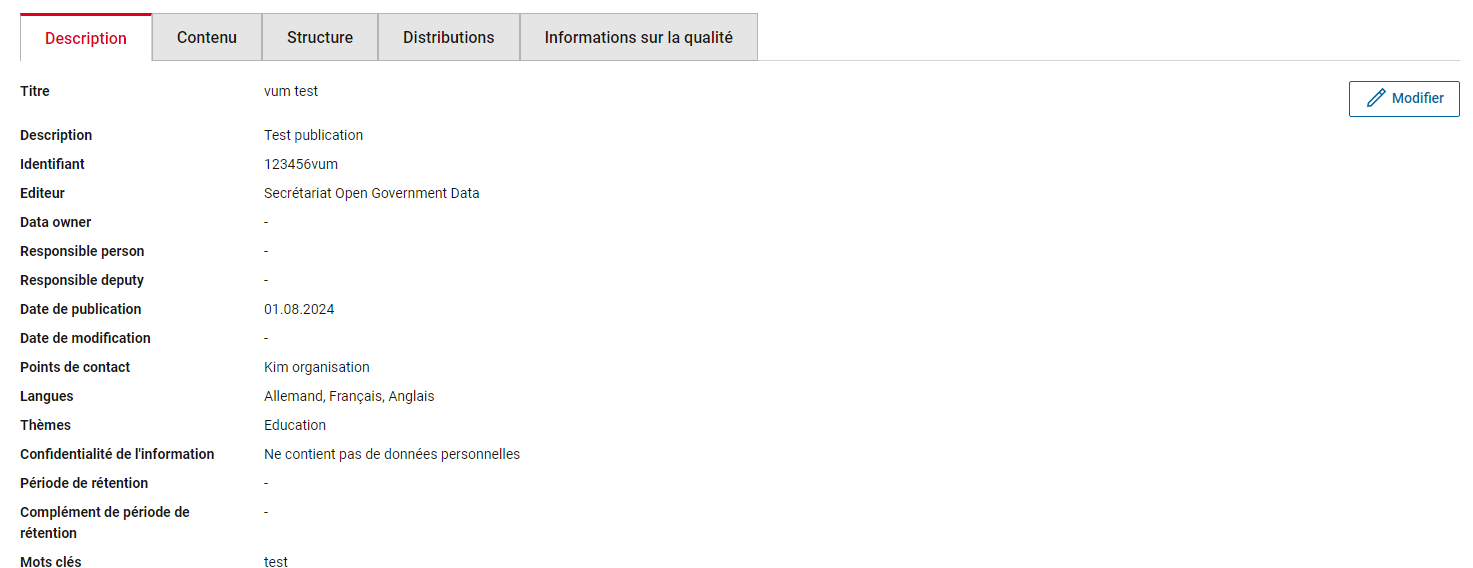 Description Contenu Structure Distributions Informations sur la qualité
Titre vum test
Modifier
Description Test publication
Identifiant 123456vum
Editeur Secrétariat Open Government Data
Data owner -
Responsible person -
Responsible deputy -
Date de publication 01.08.2024
Date de modification -
Points de contact Kim organisation
Langues Allemand, Français, Anglais
Thèmes Education
Confidentialité de l'information Ne contient pas de données personnelles
Période de rétention -
Complément de période de -
rétention
Mots clés test